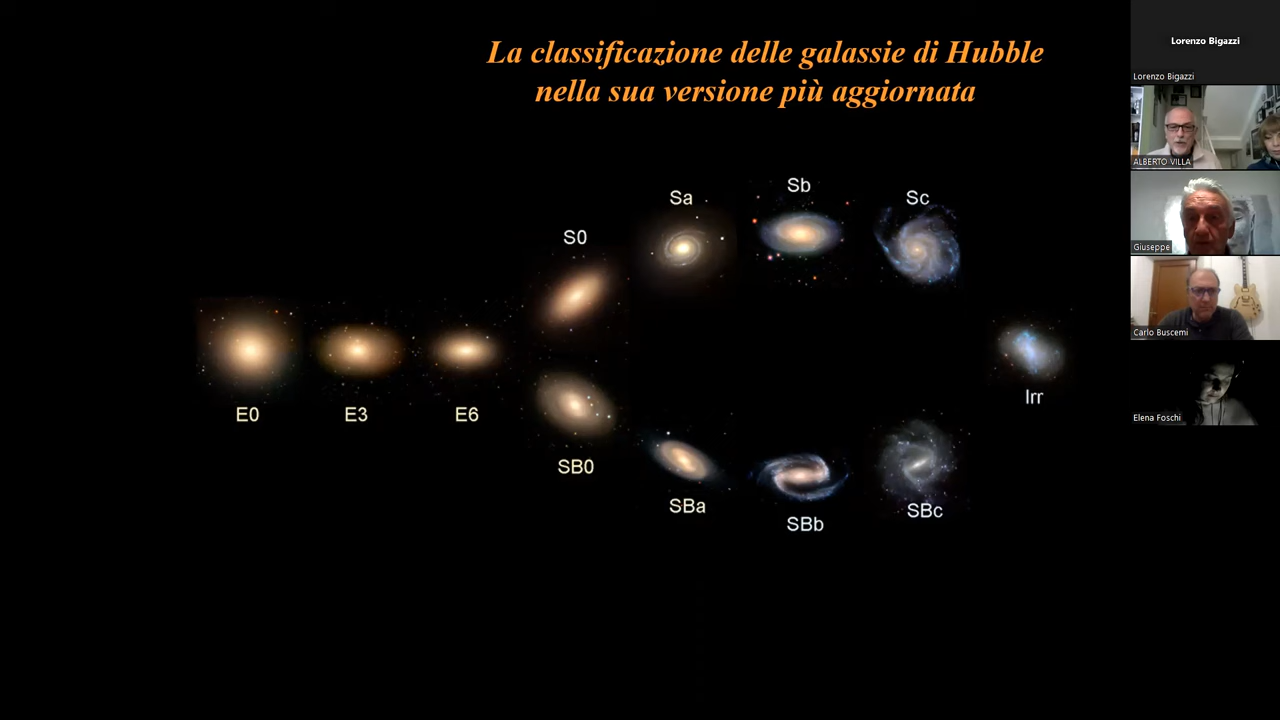 La classificazione delle galassie di Hubble
nella sua versione più aggiornata
Sa
Sb
Sc
S0
E0
E3
E6
Irr
SB0
SBa
SBb
SBc
Lorenzo Bigazzi
Lorenzo Bigazzi
ALBERTO VILLA
Giuseppe
Carlo Buscemi
Elena Foschi